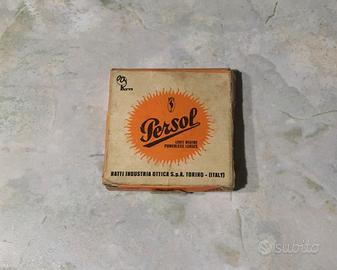 Persol
LENTI NEUTRE
POWERLESS LENSES
RATTI INDUSTRIA OTTICA S.p.A. TORINO - (ITALY)
subito